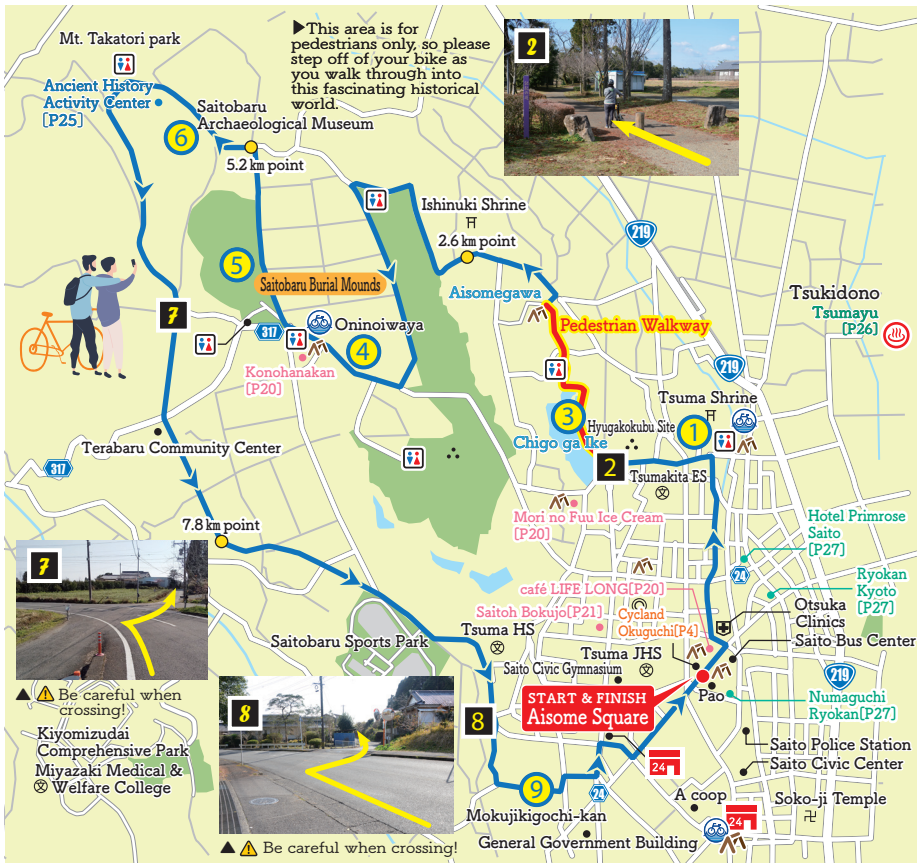 Mt. Takatori park
Ancient History
Activity Center
[P25]
6
Saitobaru
Archaeological Museum
5.2 km point
▶This area is for
pedestrians only, so please
step off of your bike as
you walk through into
this fascinating historical
world.
2
Ishinuki Shrine
2.6 km point
219
Aisomegawa
Pedestrian Walkway
Tsukidono
Tsumayu
[P26]
5
Saitobaru Burial Mounds
7
317
Oninoiwaya
4
Konohanakan
[P20]
219
Tsuma Shrine
3
Hyugakokubu Site
1
Chigo ga Ike
2
Tsumakita ES
文
Terabaru Community Center
317
7.8 km point
Mori no Fuu Ice Cream
[P20]
Hotel Primrose
Saito
[P27]
24
Ryokan
Kyoto
[P27]
café LIFE LONG[P20]
Saitoh Bokujo[P21]
Cycland
Okuguchi[P4]
Otsuka
Clinics
Saito Bus Center
7
▲ ⚠ Be careful when
crossing!
Saitobaru Sports Park
Tsuma HS
文
Tsuma JHS
文
Saito Civic Gymnasium
START & FINISH
Aisome Square
Pao
Numaguchi
Ryokan[P27]
219
8
8
Kiyomizudai
Comprehensive Park
Miyazaki Medical &
文 Welfare College
Saito Police Station
Saito Civic Center
24
9
24
Mokujikigochi-kan
A coop
24
Soko-ji Temple
卍
General Government Building
▲ ⚠ Be careful when crossing!